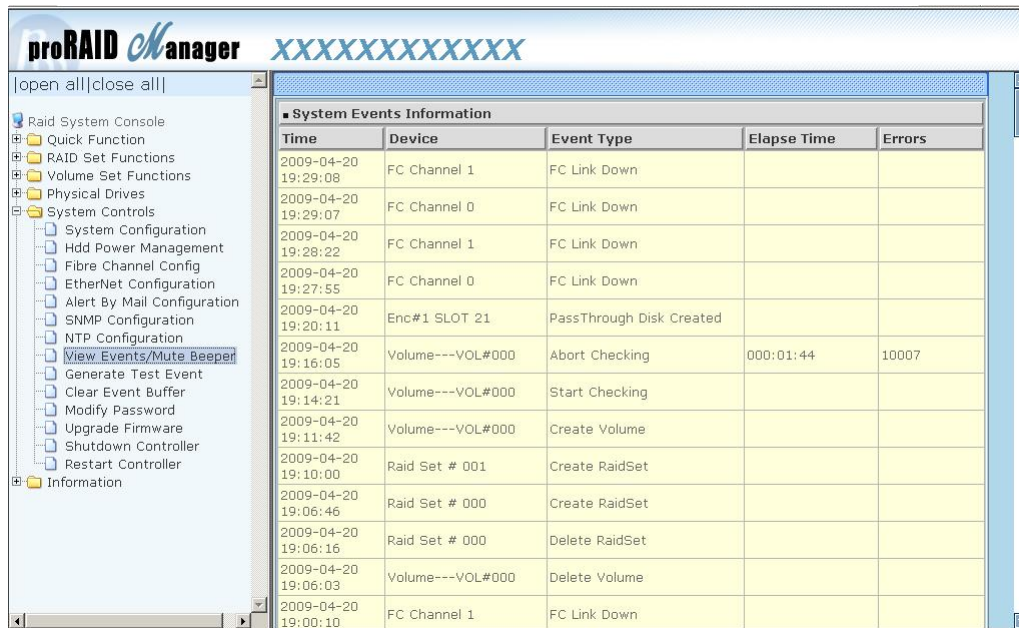 proRAID Manager
XXXXXXXXXXXX
|open all|close all|
Raid System Console
Quick Function
RAID Set Functions
Volume Set Functions
Physical Drives
System Controls
System Configuration
Hdd Power Management
Fibre Channel Config
EtherNet Configuration
Alert By Mail Configuration
SNMP Configuration
NTP Configuration
View Events/Mute Beeper
Generate Test Event
Clear Event Buffer
Modify Password
Upgrade Firmware
Shutdown Controller
Restart Controller
Information
System Events Information
Time Device Event Type Elapse Time Errors
2009-04-20
19:29:08 FC Channel 1 FC Link Down
2009-04-20
19:29:07 FC Channel 0 FC Link Down
2009-04-20
19:28:22 FC Channel 1 FC Link Down
2009-04-20
19:27:55 FC Channel 0 FC Link Down
2009-04-20
19:20:11 Enc#1 SLOT 21 PassThrough Disk Created
2009-04-20
19:16:05 Volume---VOL#000 Abort Checking 000:01:44 10007
2009-04-20
19:14:21 Volume---VOL#000 Start Checking
2009-04-20
19:11:42 Volume---VOL#000 Create Volume
2009-04-20
19:10:00 Raid Set # 001 Create RaidSet
2009-04-20
19:06:46 Raid Set # 000 Create RaidSet
2009-04-20
19:06:16 Raid Set # 000 Delete RaidSet
2009-04-20
19:06:03 Volume---VOL#000 Delete Volume
2009-04-20
19:00:10 FC Channel 1 FC Link Down